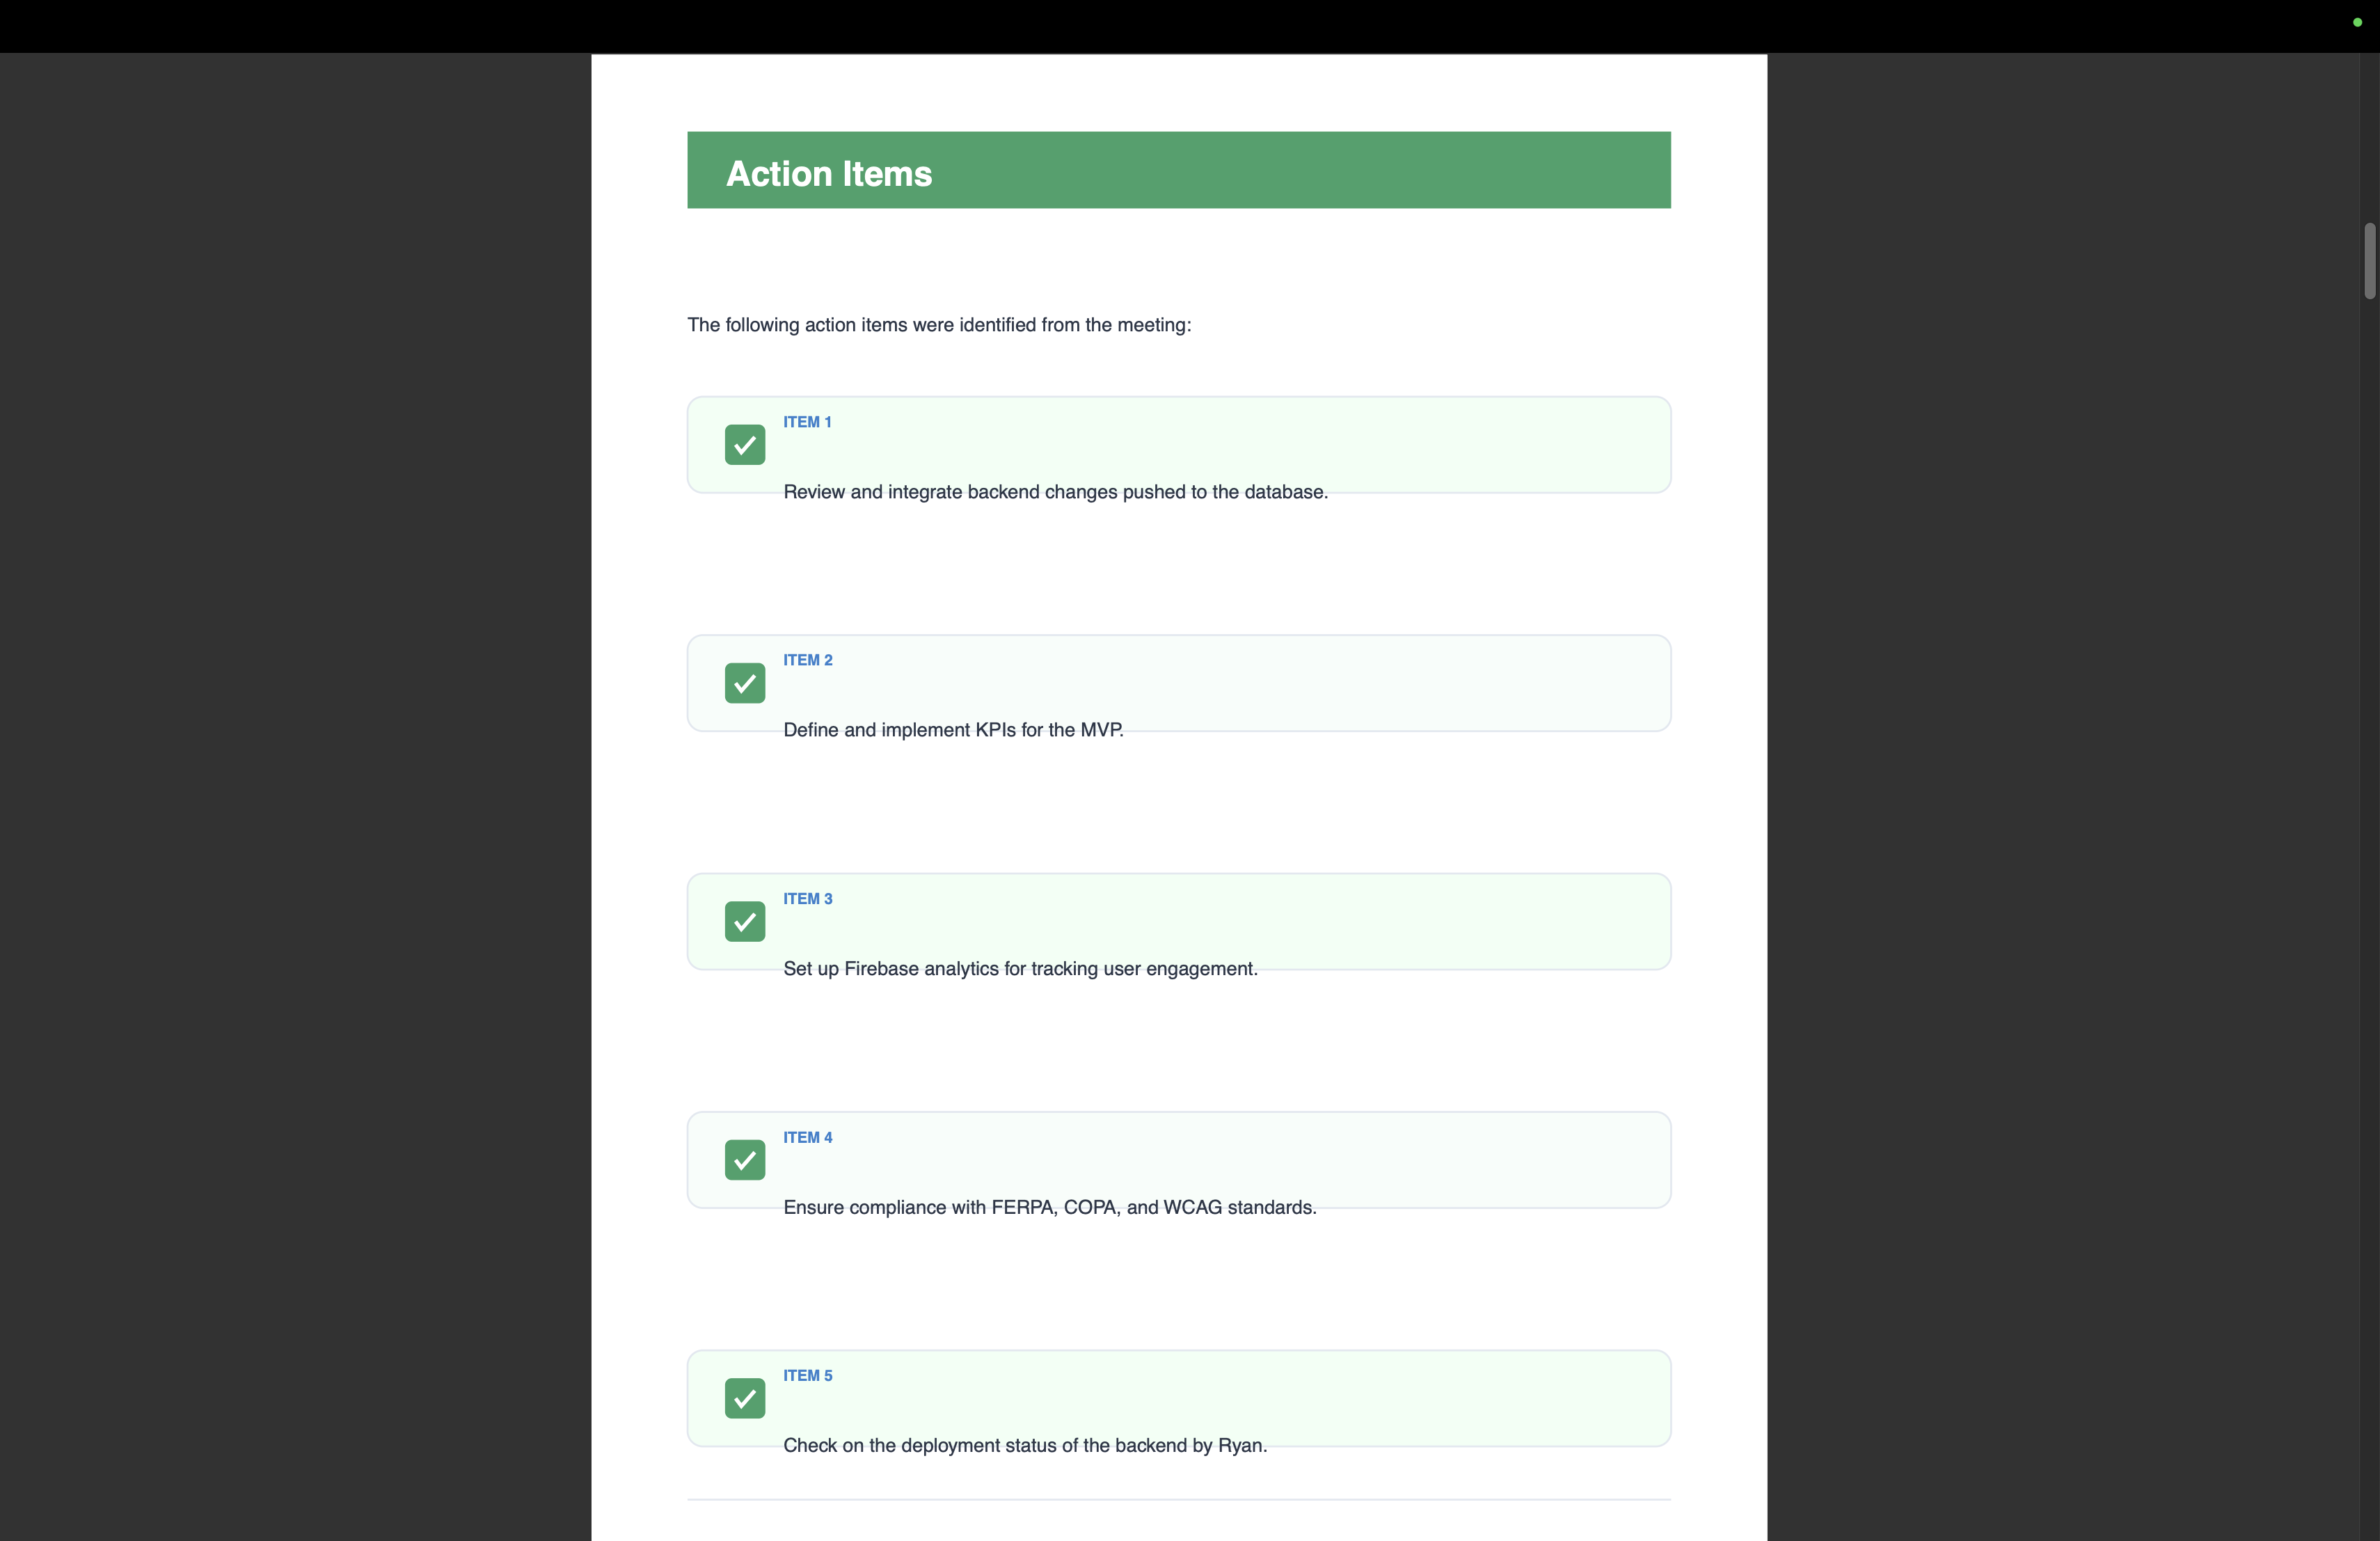 Action Items
The following action items were identified from the meeting:
ITEM 1
Review and integrate backend changes pushed to the database.
ITEM 2
Define and implement KPIs for the MVP.
ITEM 3
Set up Firebase analytics for tracking user engagement.
ITEM 4
Ensure compliance with FERPA, COPA, and WCAG standards.
ITEM 5
Check on the deployment status of the backend by Ryan.